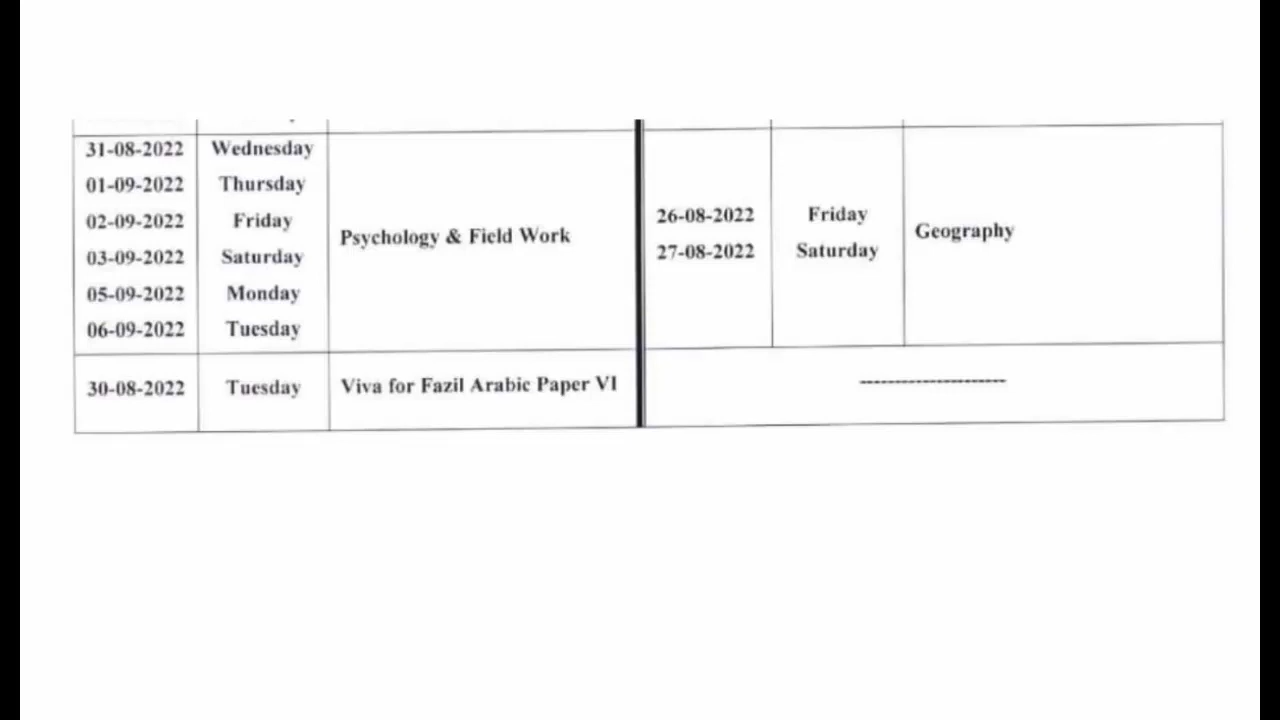 31-08-2022 Wednesday
01-09-2022 Thursday
02-09-2022 Friday
03-09-2022 Saturday
05-09-2022 Monday
06-09-2022 Tuesday
Psychology & Field Work
26-08-2022 Friday
27-08-2022 Saturday
Geography
30-08-2022 Tuesday Viva for Fazil Arabic Paper VI
----------------------